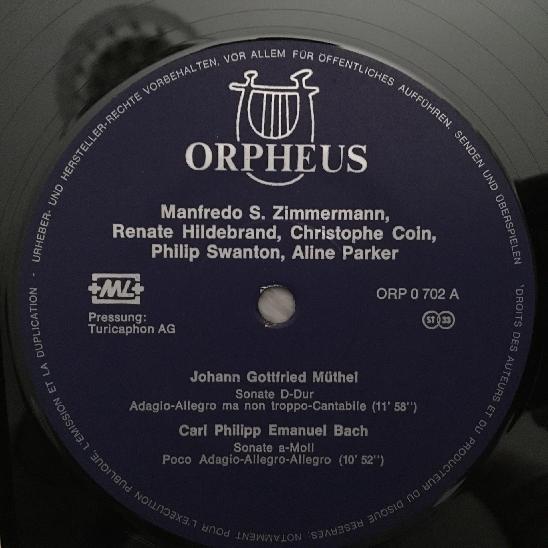 URHEBER- UND HERSTELLER-RECHTE VORBEHALTEN, VOR ALLEM FÜR ÖFFENTLICHES AUFFÜHREN, SENDEN UND ÜBERSPIELEN
ORPHEUS
Manfredo S. Zimmermann,
Renate Hildebrand, Christophe Coin,
Philip Swanton, Aline Parker
ML
Pressung:
Turicaphon AG
ORP 0 702 A
ST 33
Johann Gottfried Müthel
Sonate D-Dur
Adagio-Allegro ma non troppo-Cantabile (11' 58'')
Carl Philipp Emanuel Bach
Sonate a-Moll
Poco Adagio-Allegro-Allegro (10' 52'')
'DROITS DES AUTEURS ET DU PRODUCTEUR DU DISQUE RESERVES, NOTAMMENT POUR L'EXECUTION PUBLIQUE, L'EMISSION ET LA DUPLICATION -